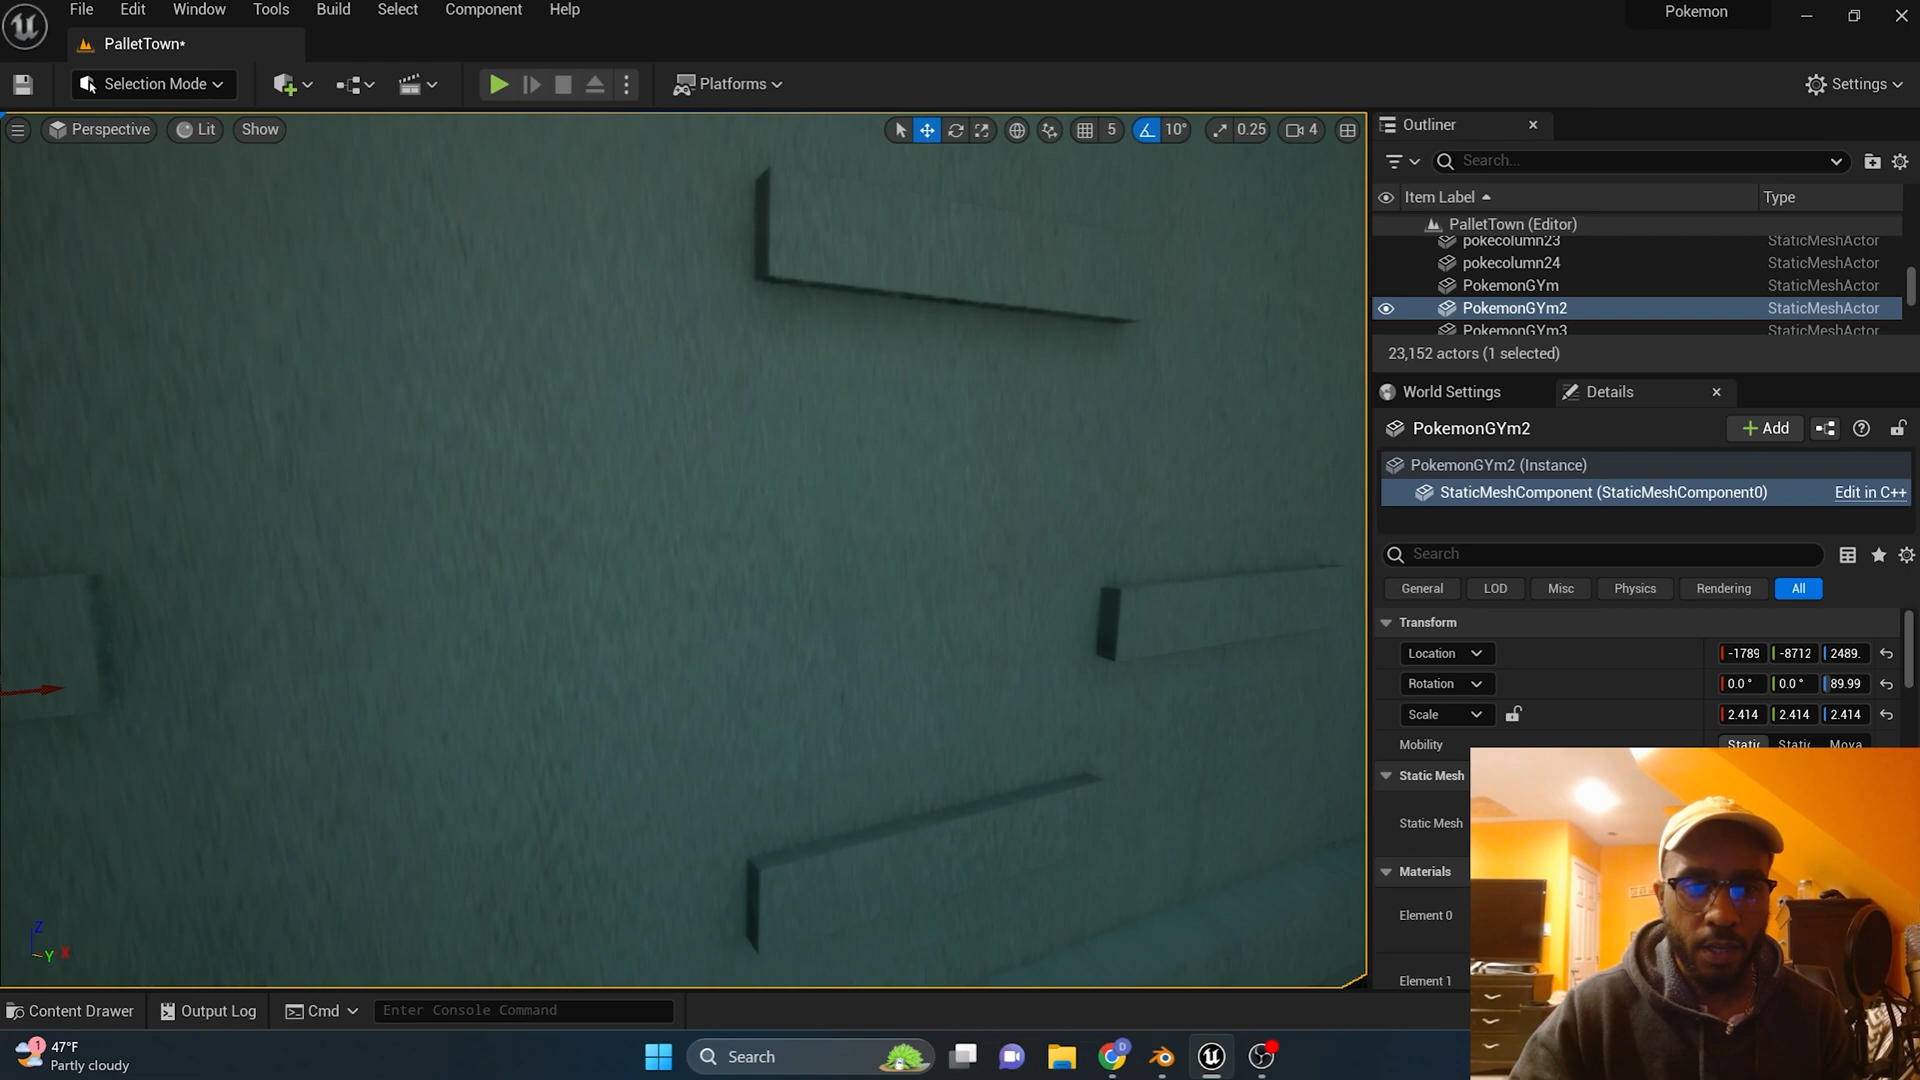 File Edit Window Tools Build Select Component Help
Pokemon
PalletTown*
Selection Mode
Platforms
Settings
Perspective Lit Show
5 10° 0.25 4
Outliner
Search...
Item Label Type
PalletTown (Editor)
pokecolumn23 StaticMeshActor
pokecolumn24 StaticMeshActor
PokemonGYm StaticMeshActor
PokemonGYm2 StaticMeshActor
PokemonGYm3 StaticMeshActor
23,152 actors (1 selected)
World Settings Details
PokemonGYm2 Add
PokemonGYm2 (Instance)
StaticMeshComponent (StaticMeshComponent0) Edit in C++
Search
General LOD Misc Physics Rendering All
Transform
Location -1789 -8712 2489.
Rotation 0.0° 0.0° 89.99
Scale 2.414 2.414 2.414
Mobility Static Static Mova
Static Mesh
Static Mesh
Materials
Element 0
Element 1
Z
Y X
Content Drawer Output Log Cmd Enter Console Command
1 47°F
Partly cloudy
Search
D